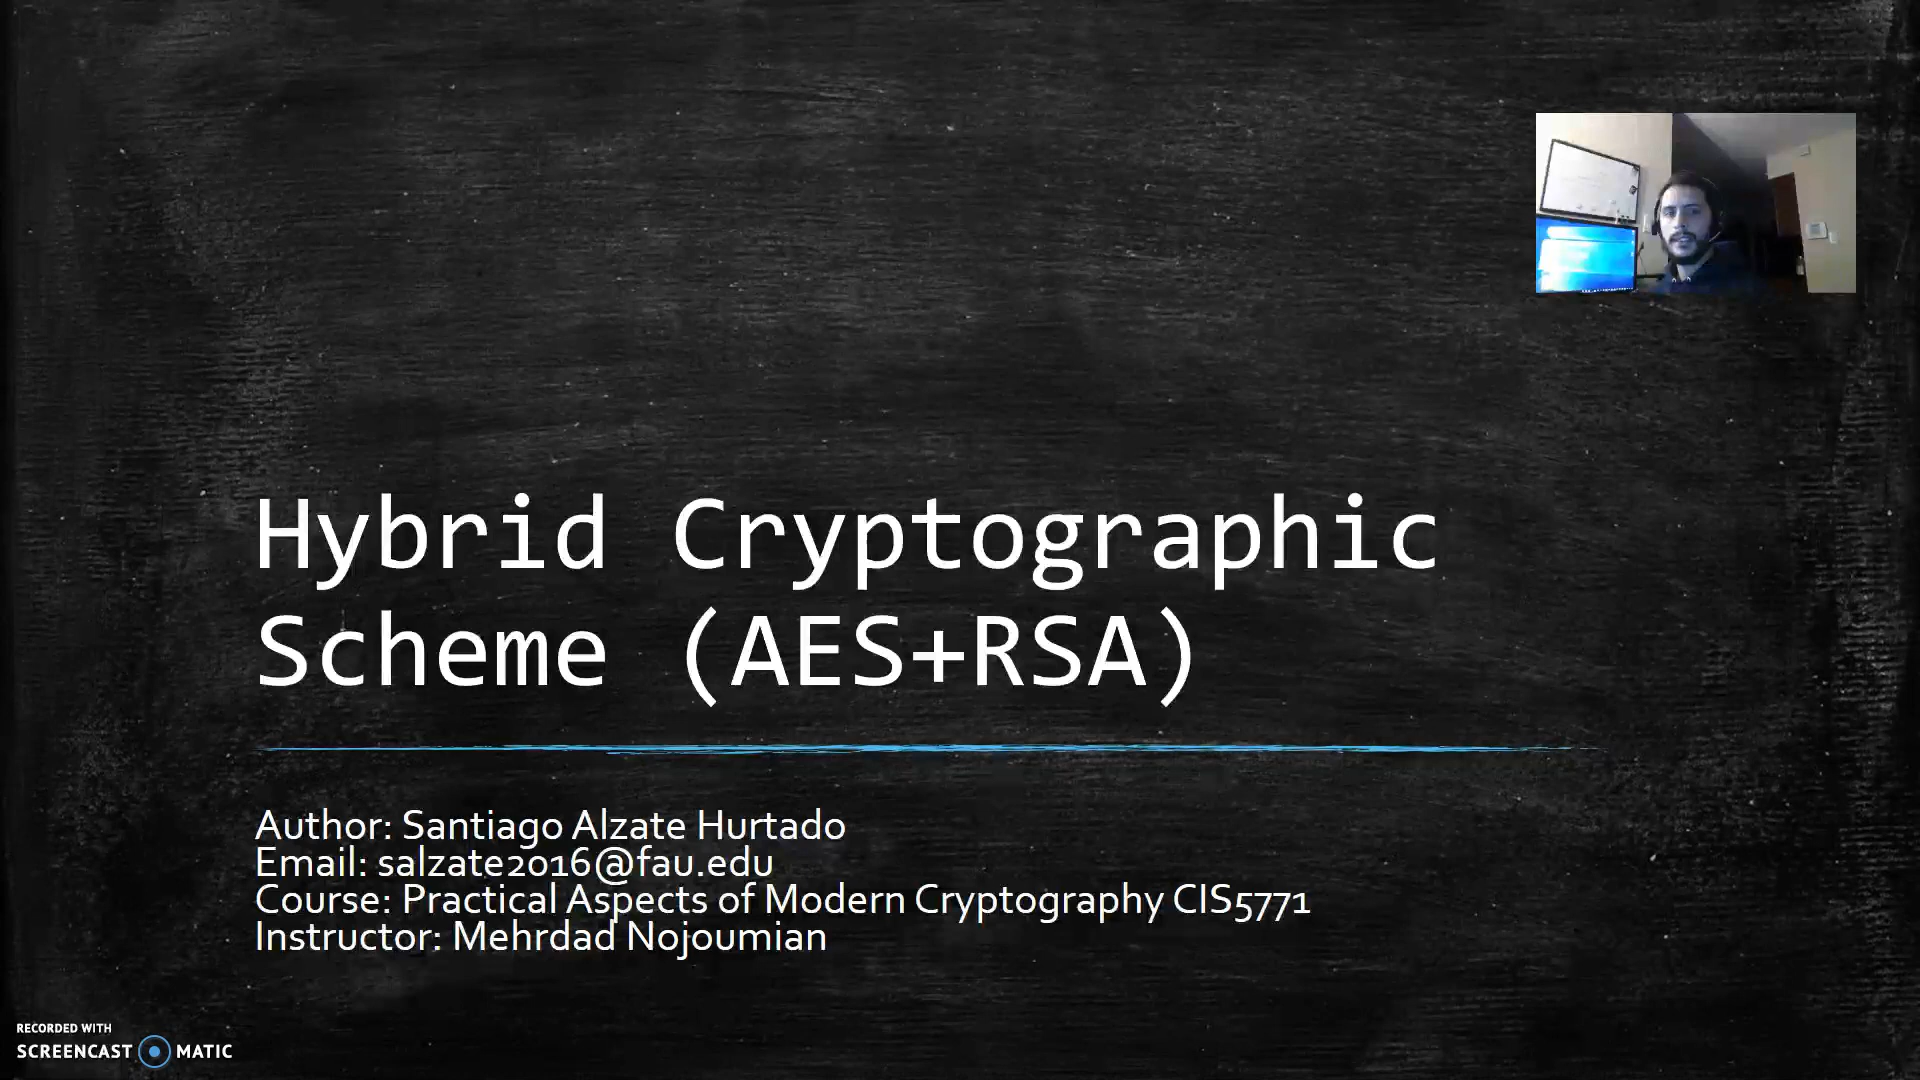 Hybrid Cryptographic
Scheme (AES+RSA)
Author: Santiago Alzate Hurtado
Email: salzate2016@fau.edu
Course: Practical Aspects of Modern Cryptography CIS5771
Instructor: Mehrdad Nojoumian
RECORDED WITH
SCREENCAST MATIC